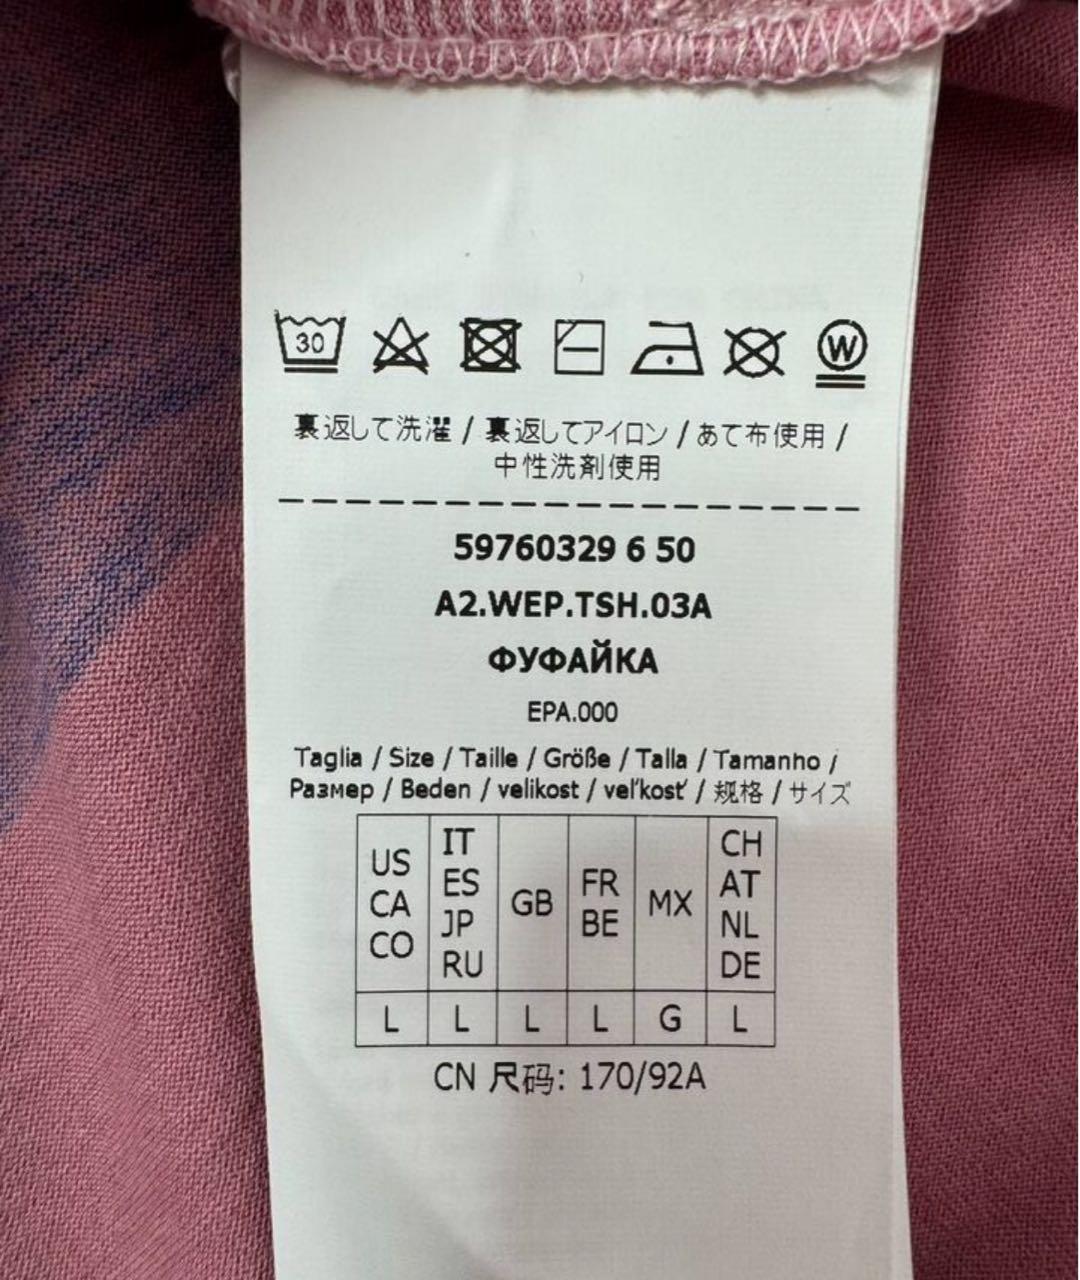 30 W
裏返して洗濯 / 裏返してアイロン / あて布使用 /
中性洗剤使用
59760329 6 50
A2.WEP.TSH.03A
ФУФАЙКА
EPA.000
Taglia / Size / Taille / Größe / Talla / Tamanho /
Размер / Beden / velikost / veľkosť / 规格 / サイズ
US CA CO
IT ES JP RU
GB
FR BE
MX
CH AT NL DE
L L L L G L
CN 尺码: 170/92A